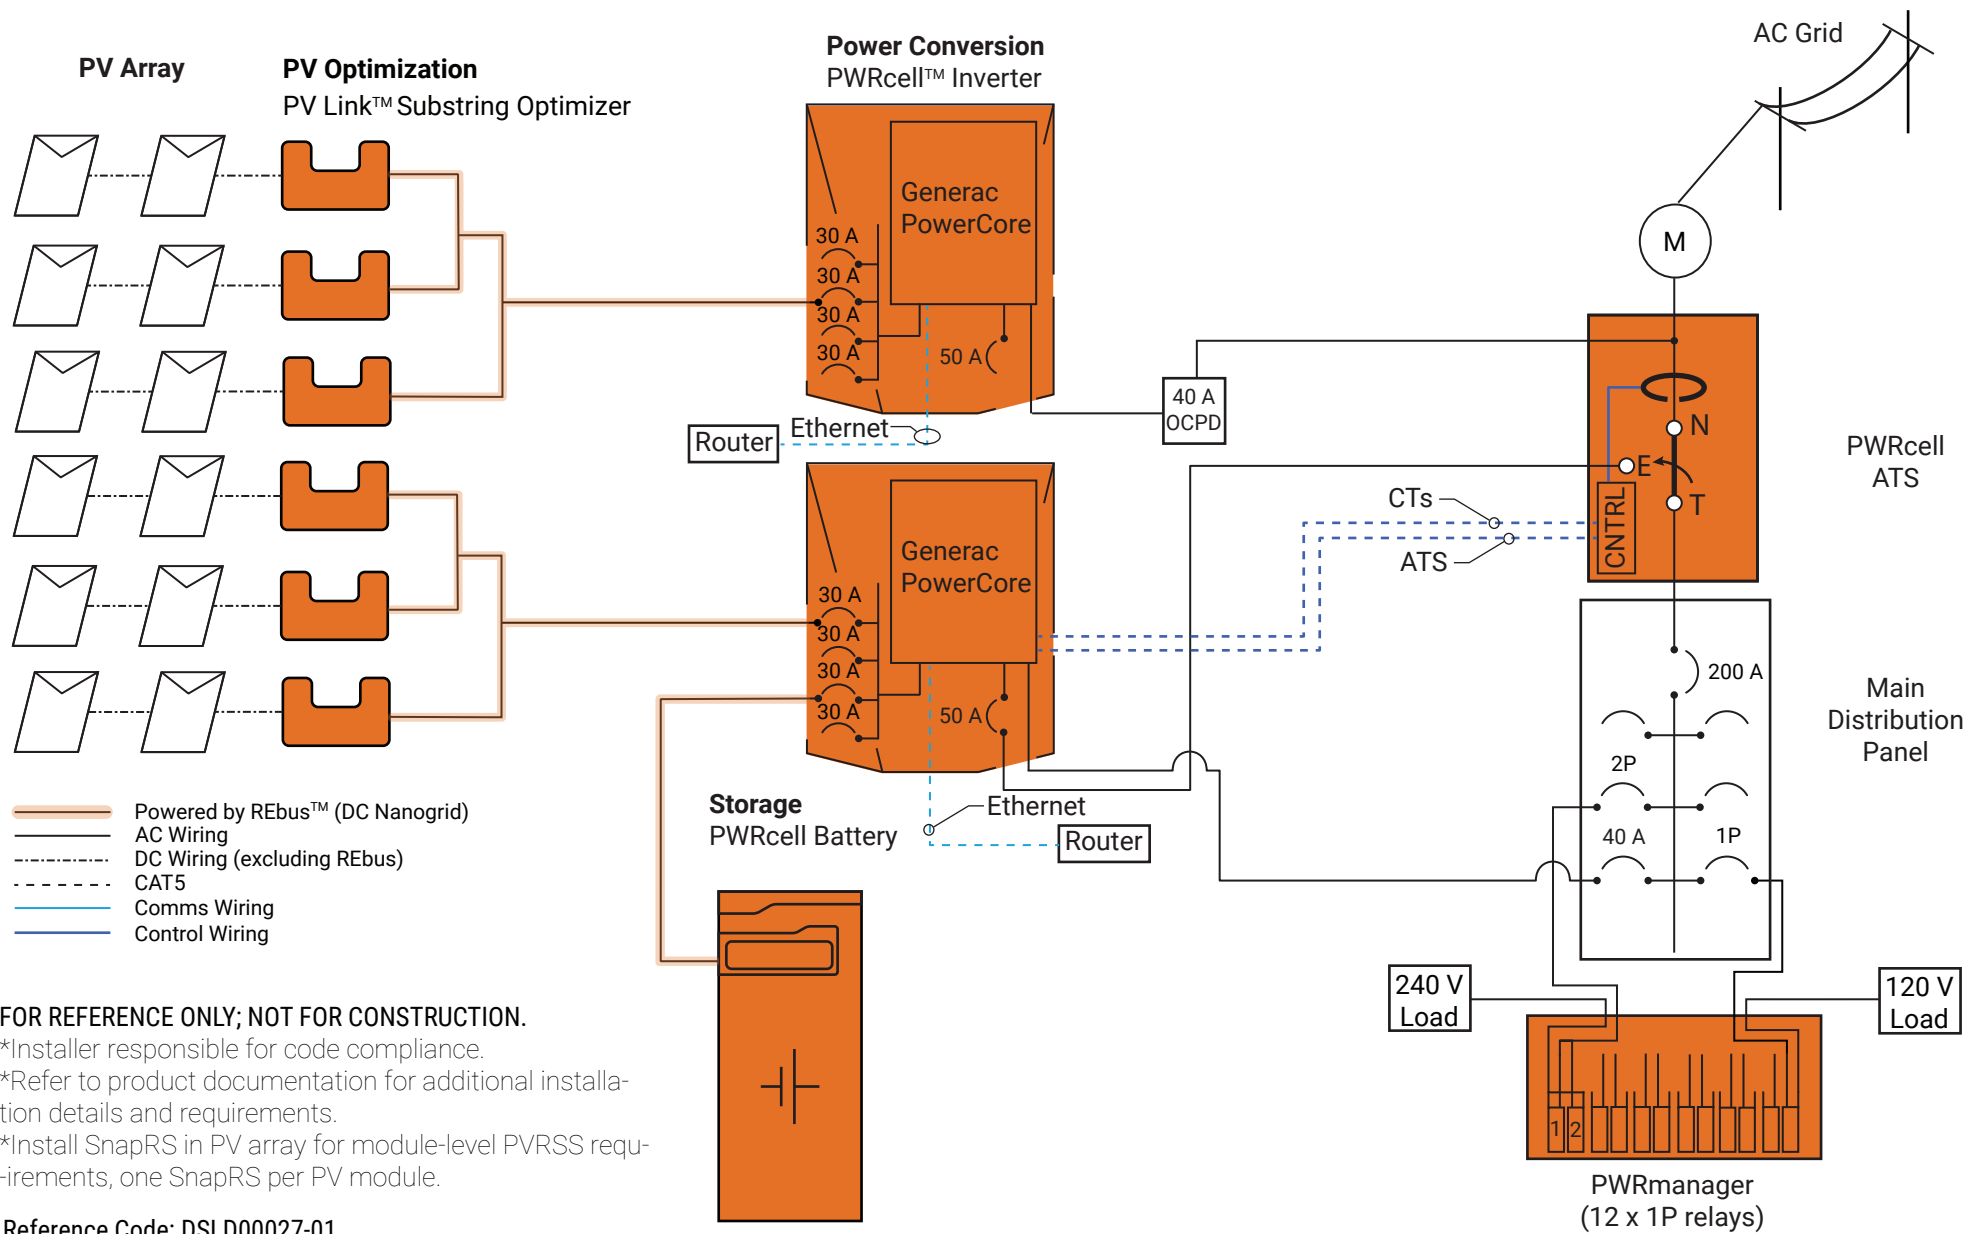 PV Array
PV Optimization
PV Link™ Substring Optimizer
Power Conversion
PWRcell™ Inverter
AC Grid
Generac
PowerCore
30 A
30 A
30 A
30 A
50 A
M
40 A
OCPD
Router
Ethernet
N
E
T
CNTRL
PWRcell
ATS
CTs
ATS
Generac
PowerCore
30 A
30 A
30 A
30 A
50 A
200 A
2P
40 A
1P
Main
Distribution
Panel
Storage
PWRcell Battery
Ethernet
Router
Powered by REbus™ (DC Nanogrid)
AC Wiring
DC Wiring (excluding REbus)
CAT5
Comms Wiring
Control Wiring
240 V
Load
120 V
Load
1
2
PWRmanager
(12 x 1P relays)
FOR REFERENCE ONLY; NOT FOR CONSTRUCTION.
*Installer responsible for code compliance.
*Refer to product documentation for additional installa-
tion details and requirements.
*Install SnapRS in PV array for module-level PVRSS requ-
-irements, one SnapRS per PV module.
Reference Code: DSLD00027-01